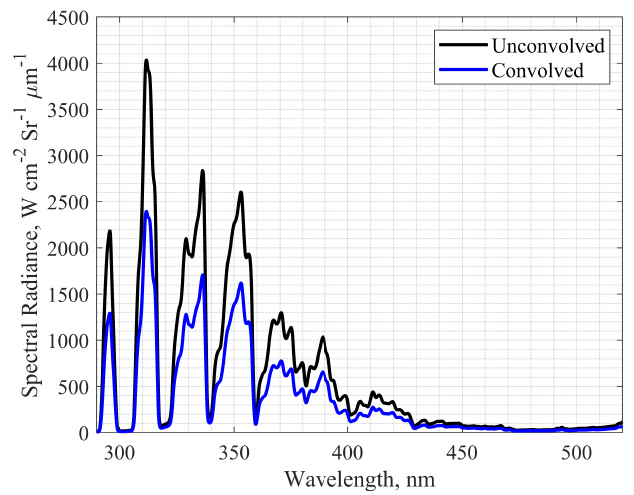 4500
4000
3500
3000
2500
2000
1500
1000
500
0
Spectral Radiance, W cm⁻² Sr⁻¹ μm⁻¹
Unconvolved
Convolved
300 350 400 450 500
Wavelength, nm